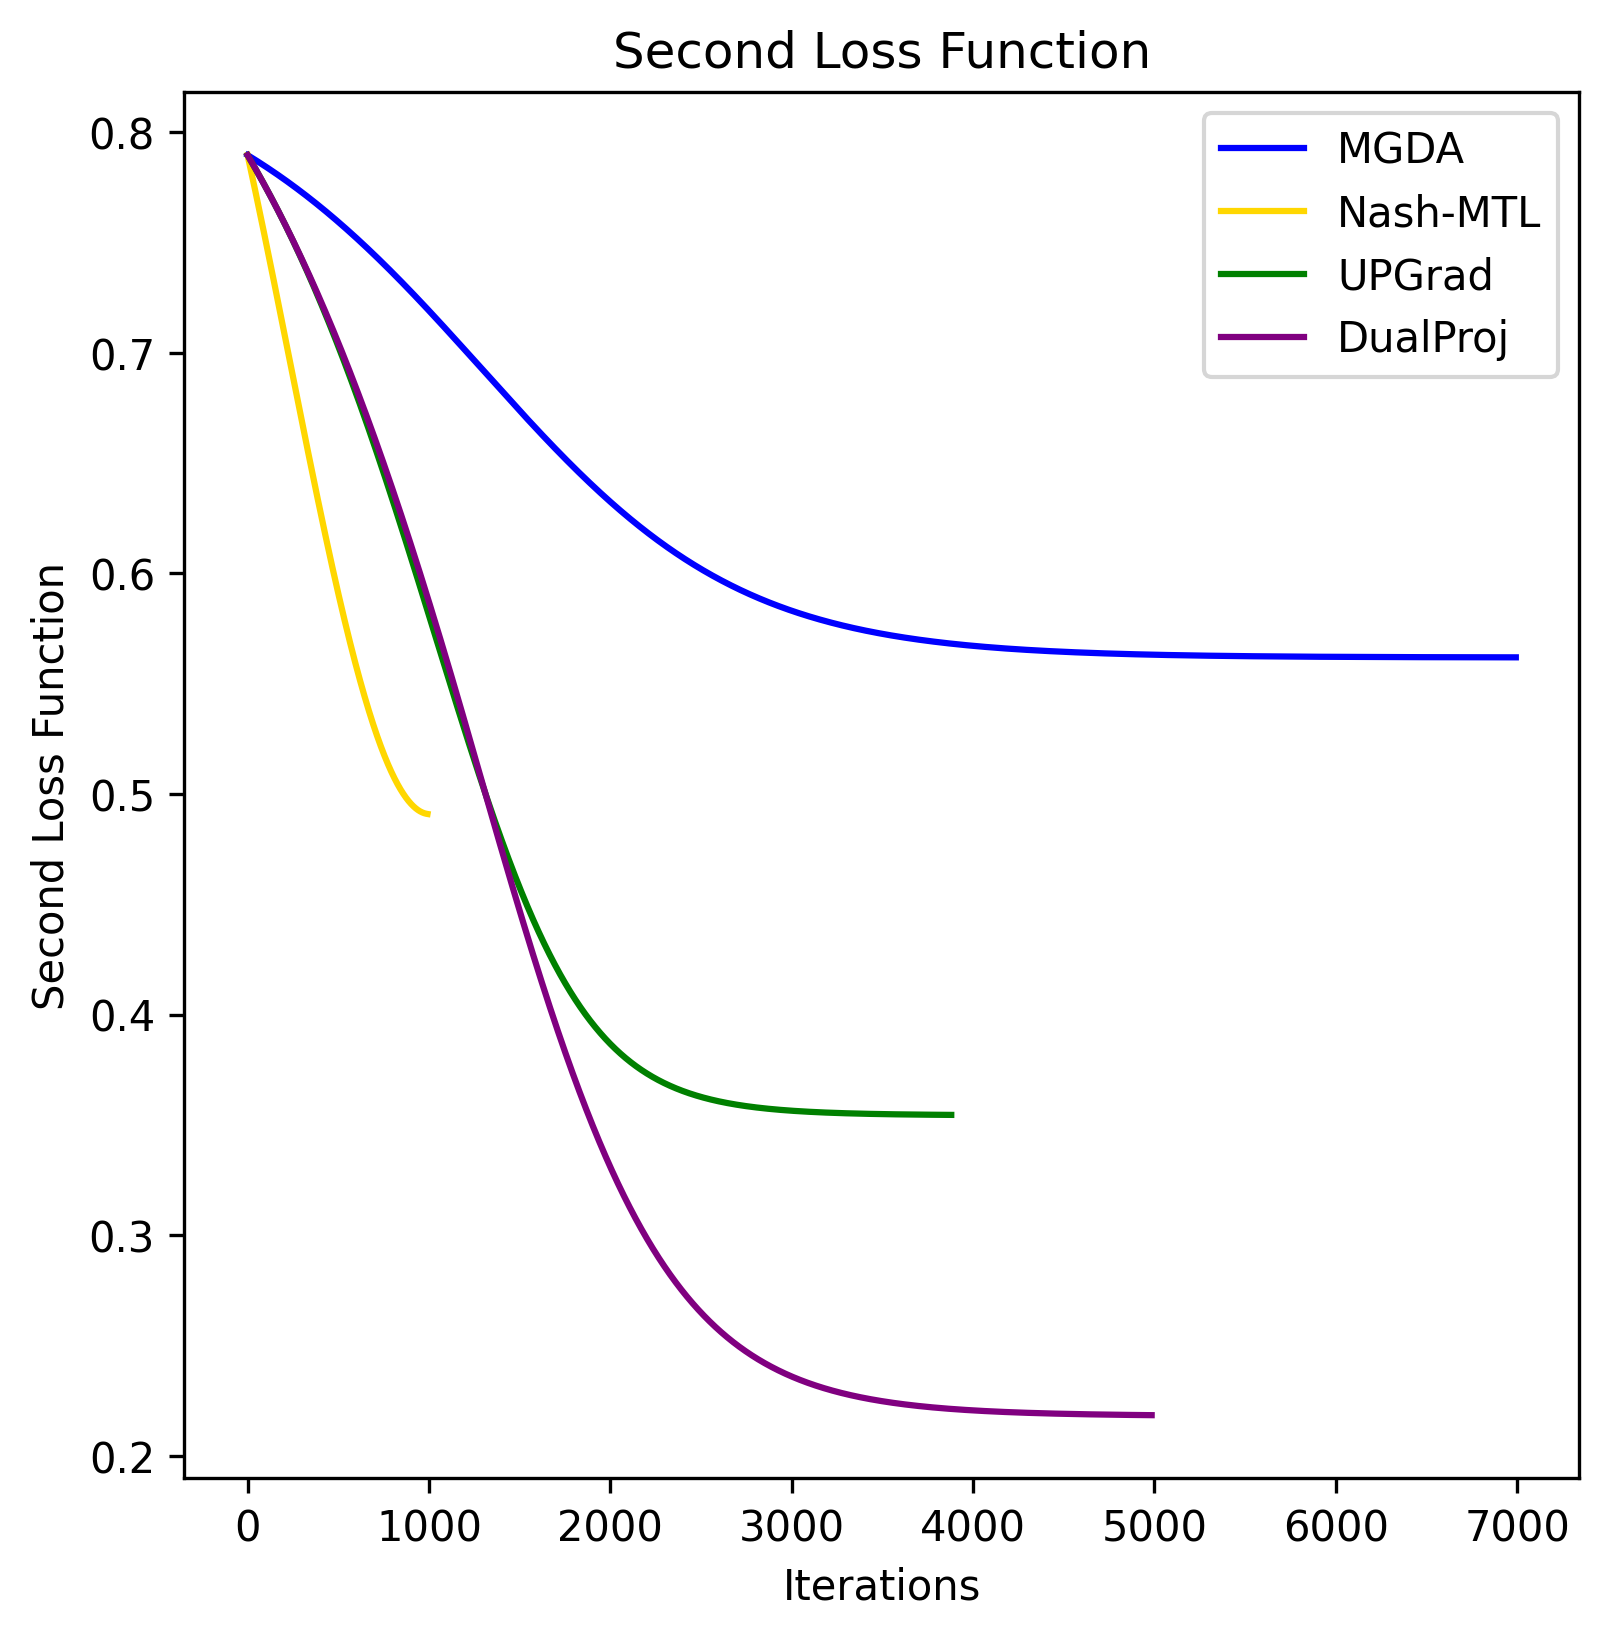 Second Loss Function
MGDA
Nash-MTL
UPGrad
DualProj
Second Loss Function
0.8
0.7
0.6
0.5
0.4
0.3
0.2
0 1000 2000 3000 4000 5000 6000 7000
Iterations